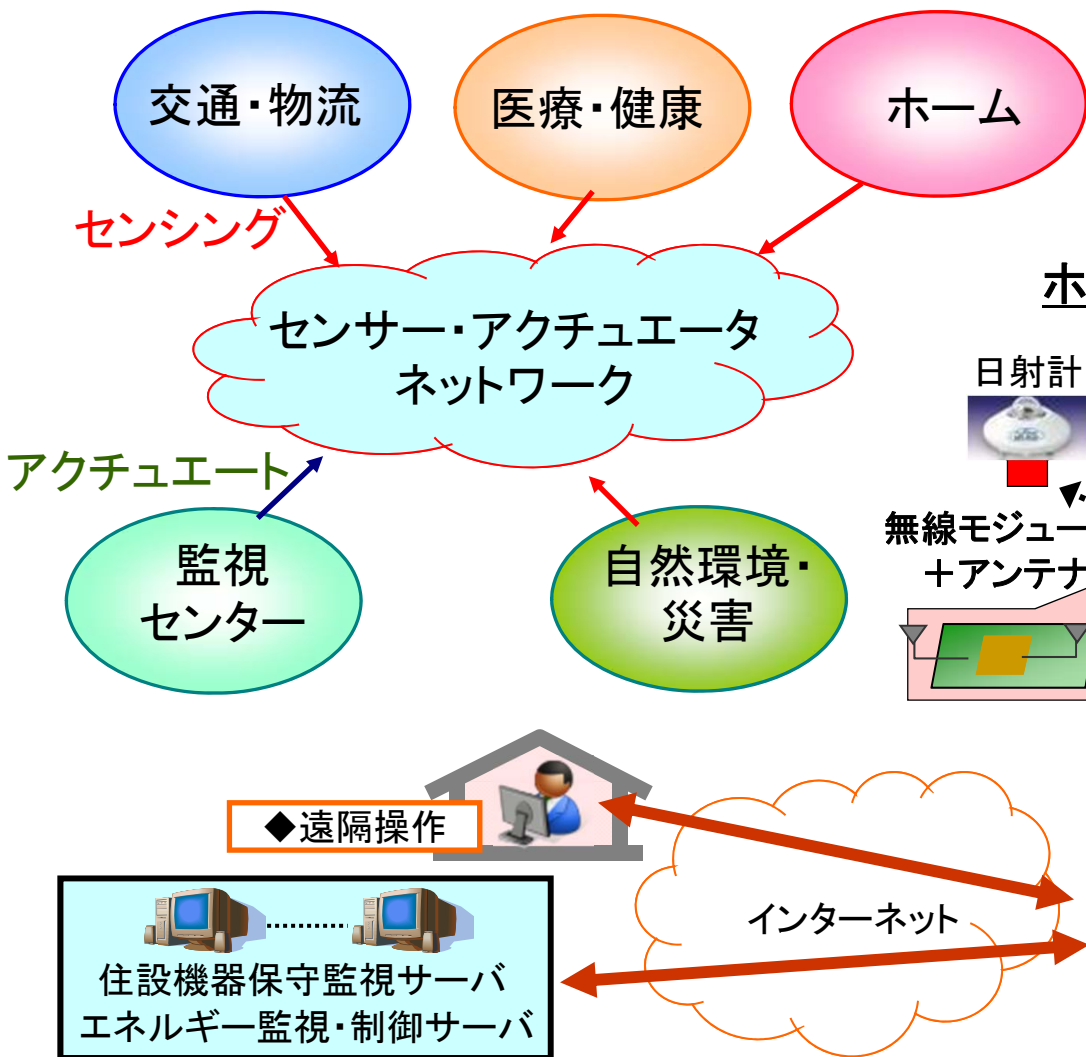 交通・物流
医療・健康
ホーム
センシング
センサー・アクチュエータ
ネットワーク
ホ
日射計
アクチュエート
無線モジュー
＋アンテナ
監視
センター
自然環境・
災害
◆遠隔操作
インターネット
住設機器保守監視サーバ
エネルギー監視・制御サーバ